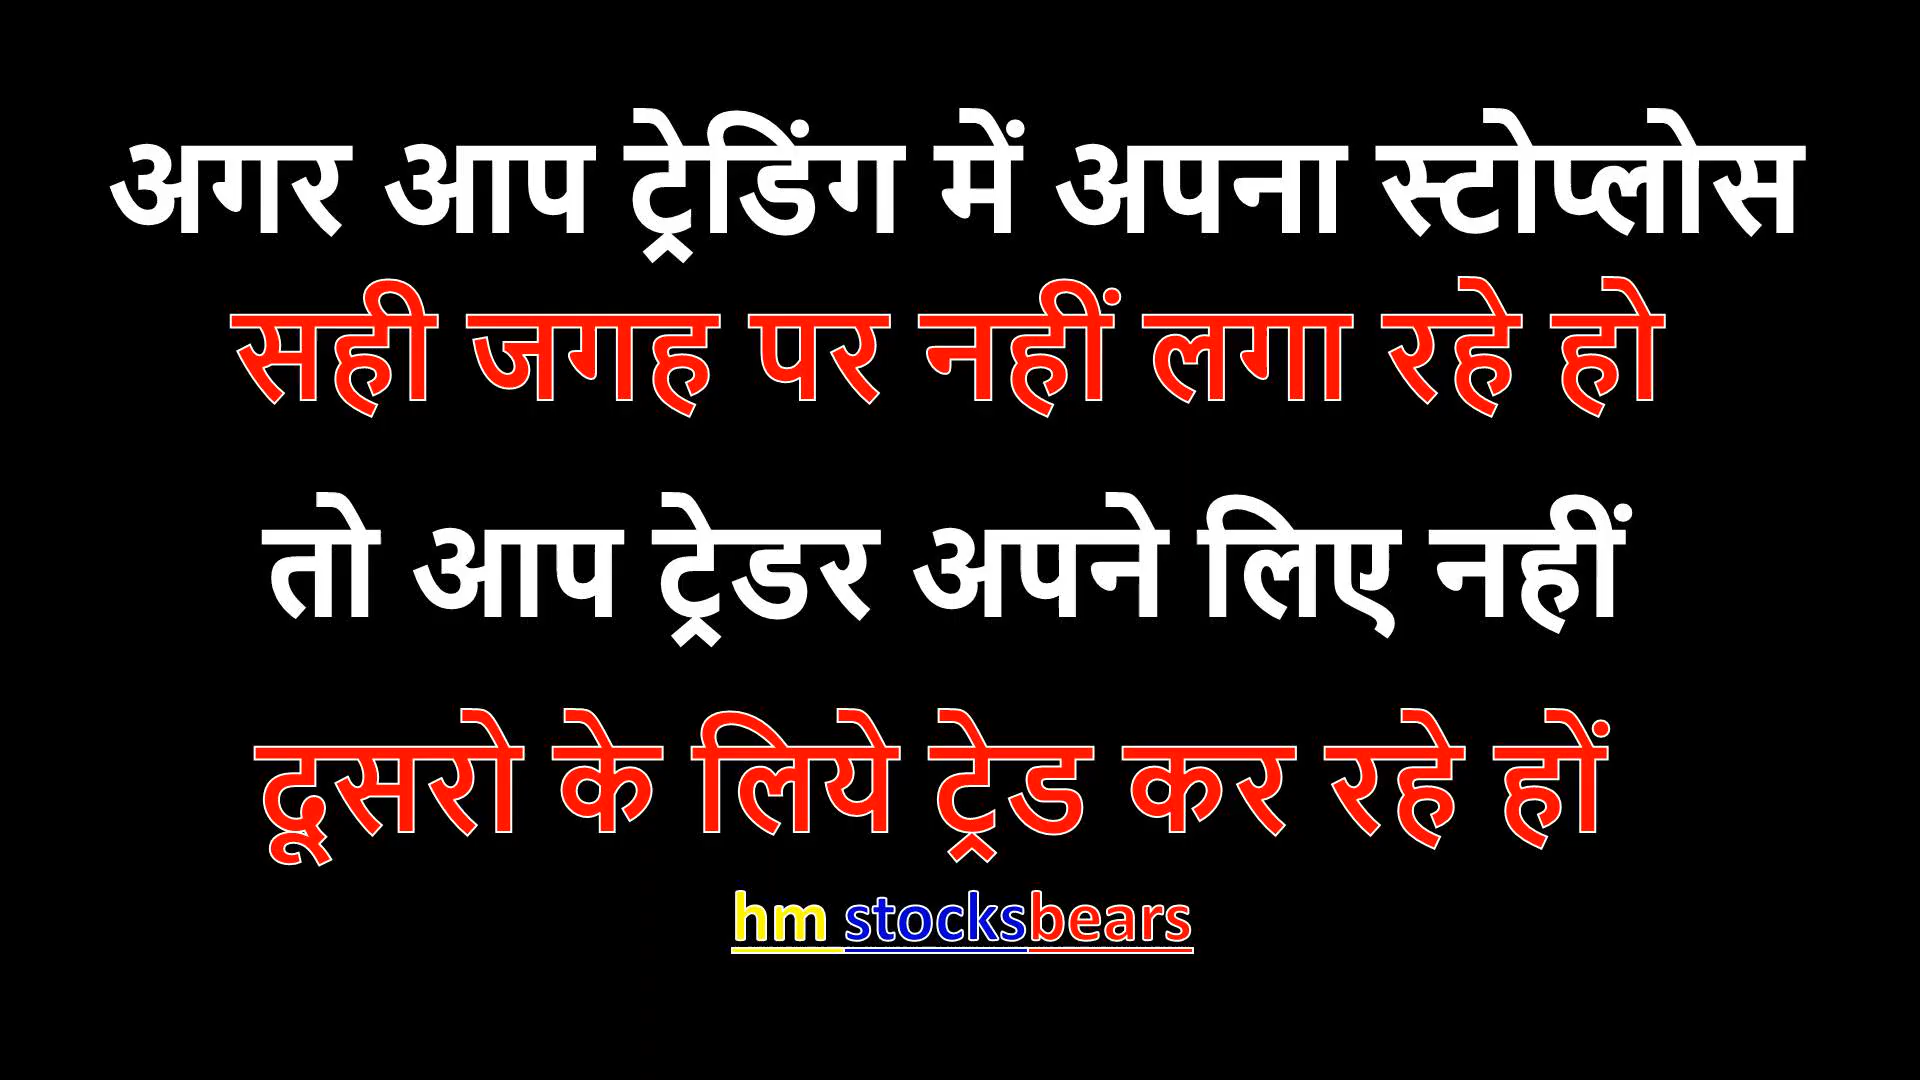 अगर आप ट्रेडिंग में अपना स्टोप्लोस
सही जगह पर नहीं लगा रहे हो
तो आप ट्रेडर अपने लिए नहीं
दूसरो के लिये ट्रेड कर रहे हों
hm stocksbears